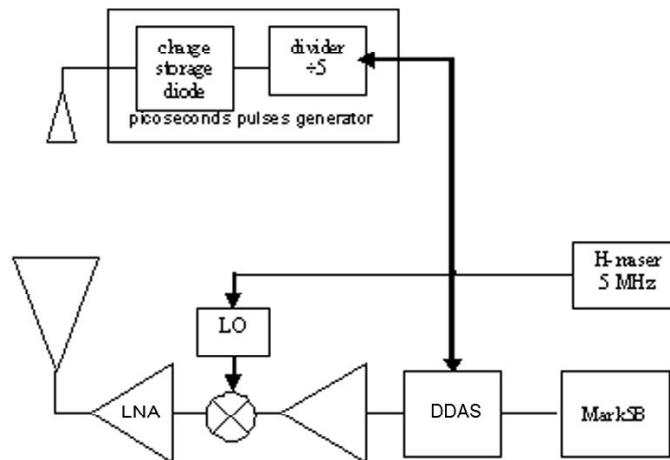 charge
storage
diode
divider
÷5
picoseconds pulses generator
H-maser
5 MHz
LO
LNA
DDAS
Mark5B